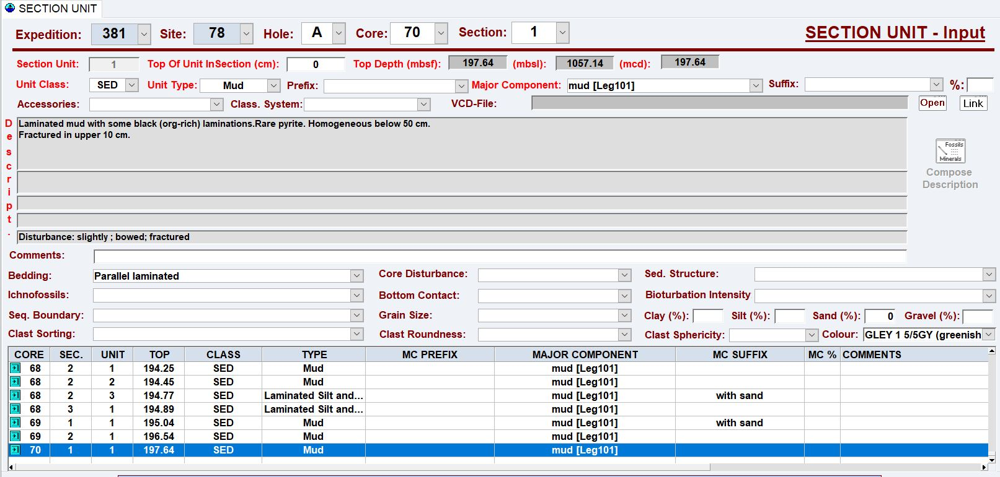 SECTION UNIT
Expedition: 381 Site: 78 Hole: A Core: 70 Section: 1 SECTION UNIT - Input
Section Unit: 1 Top Of Unit InSection (cm): 0 Top Depth (mbsf): 197.64 (mbsl): 1057.14 (mcd): 197.64
Unit Class: SED Unit Type: Mud Prefix: Major Component: mud [Leg101] Suffix: %:
Accessories: Class. System: VCD-File: Open Link
Descript.
Laminated mud with some black (org-rich) laminations.Rare pyrite. Homogeneous below 50 cm.
Fractured in upper 10 cm.
Fossils
Minerals
Compose
Description
Disturbance: slightly ; bowed; fractured
Comments:
Bedding: Parallel laminated Core Disturbance: Sed. Structure:
Ichnofossils: Bottom Contact: Bioturbation Intensity
Seq. Boundary: Grain Size: Clay (%): Silt (%): Sand (%): 0 Gravel (%):
Clast Sorting: Clast Roundness: Clast Sphericity: Colour: GLEY 1 5/5GY (greenish
CORE SEC. UNIT TOP CLASS TYPE MC PREFIX MAJOR COMPONENT MC SUFFIX MC % COMMENTS
68 2 1 194.25 SED Mud mud [Leg101]
68 2 2 194.45 SED Mud mud [Leg101]
68 2 3 194.77 SED Laminated Silt and... mud [Leg101] with sand
68 3 1 194.89 SED Laminated Silt and... mud [Leg101]
69 1 1 195.04 SED Mud mud [Leg101] with sand
69 2 1 196.54 SED Mud mud [Leg101]
70 1 1 197.64 SED Mud mud [Leg101]